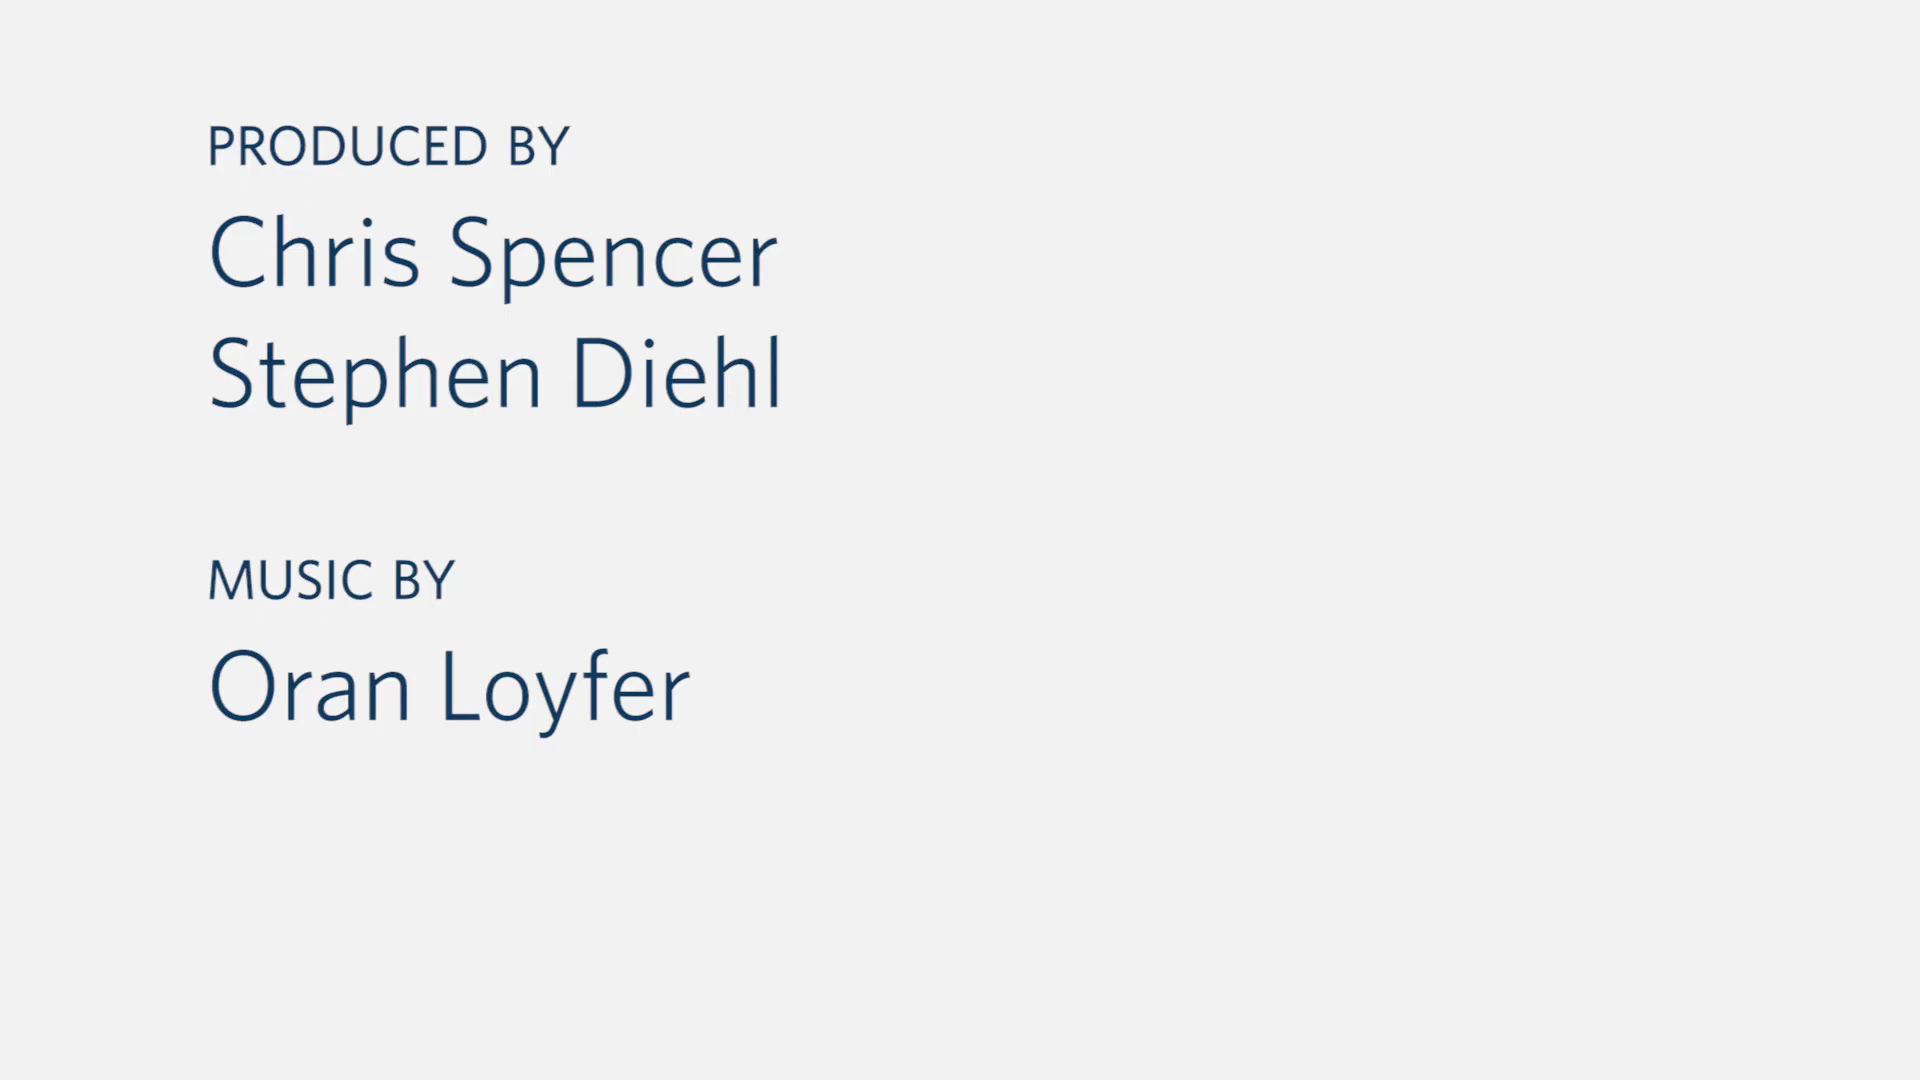 PRODUCED BY
Chris Spencer
Stephen Diehl
MUSIC BY
Oran Loyfer